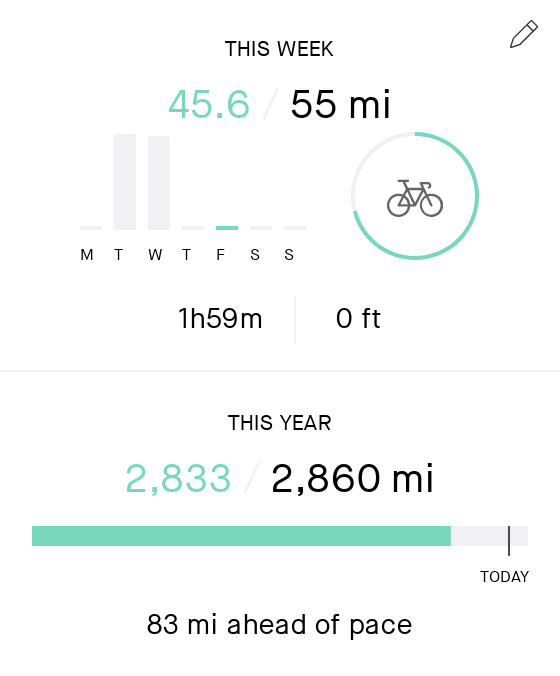 THIS WEEK
45.6 / 55 mi
M T W T F S S
1h59m 0 ft
THIS YEAR
2,833 / 2,860 mi
TODAY
83 mi ahead of pace